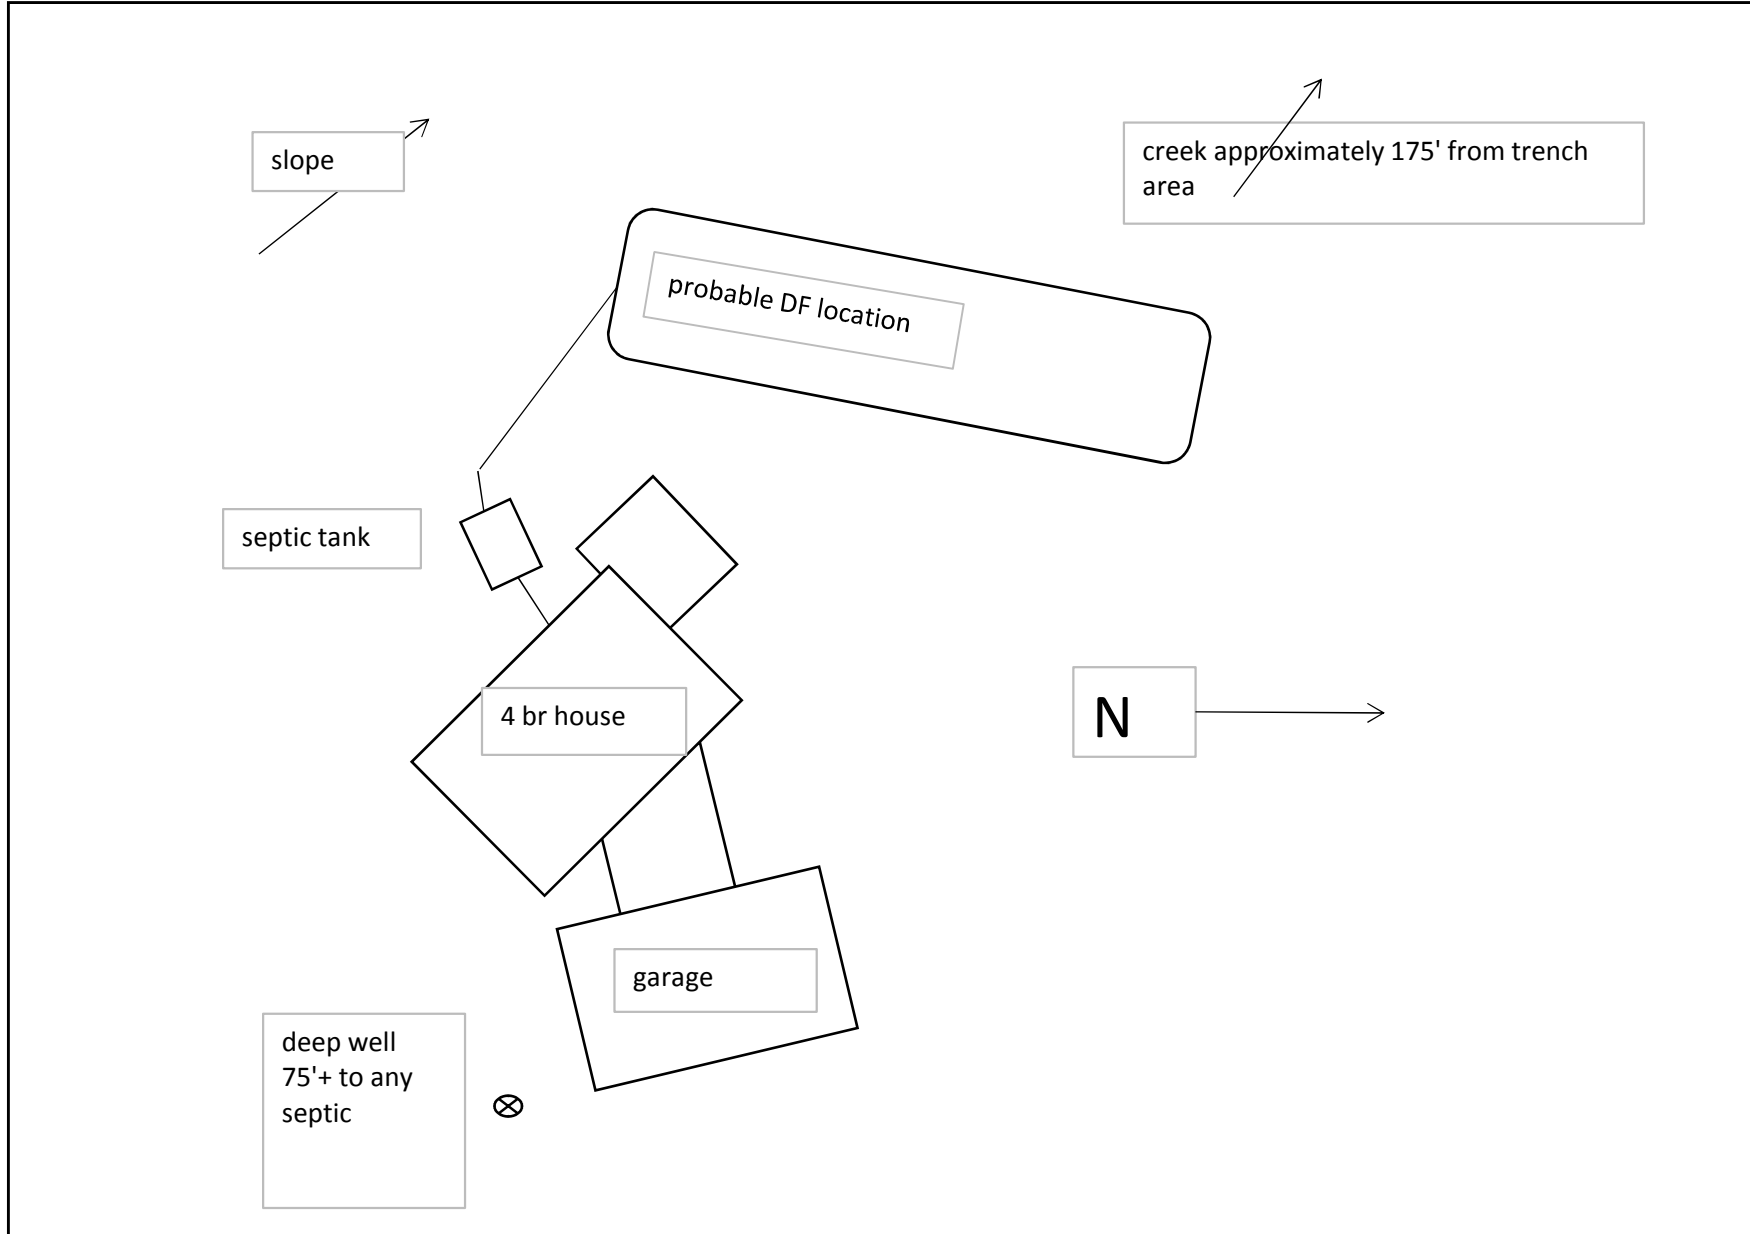 slope
creek approximately 175' from trench
area
probable DF location
septic tank
4 br house
N
garage
deep well
75'+ to any
septic